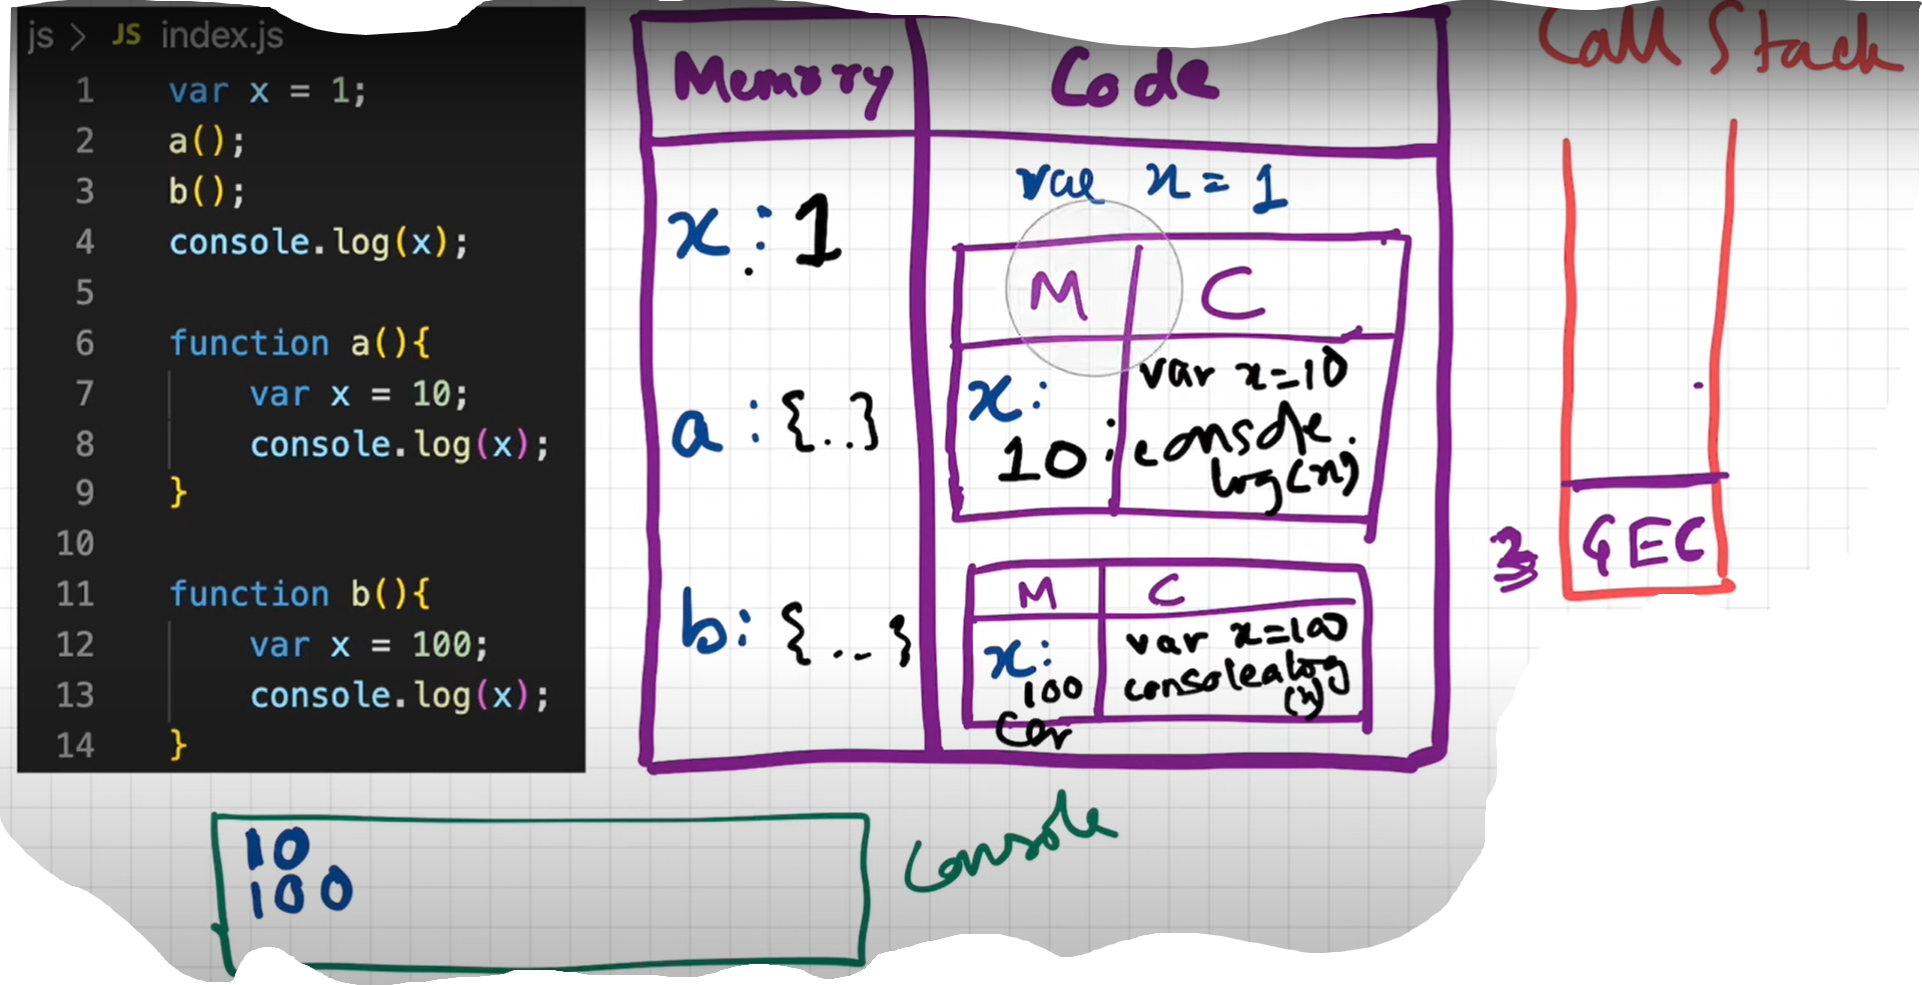 js > JS index.js
1 var x = 1;
2 a();
3 b();
4 console.log(x);
5
6 function a(){
7 var x = 10;
8 console.log(x);
9 }
10
11 function b(){
12 var x = 100;
13 console.log(x);
14 }
Memory
Code
x : 1
a : {..}
b: {...}
var x = 1
M
C
x:
10
var x=10
console.
log(x)
M
C
x:
100
var x=100
console log
(x)
Call Stack
GEC
10
100
Console